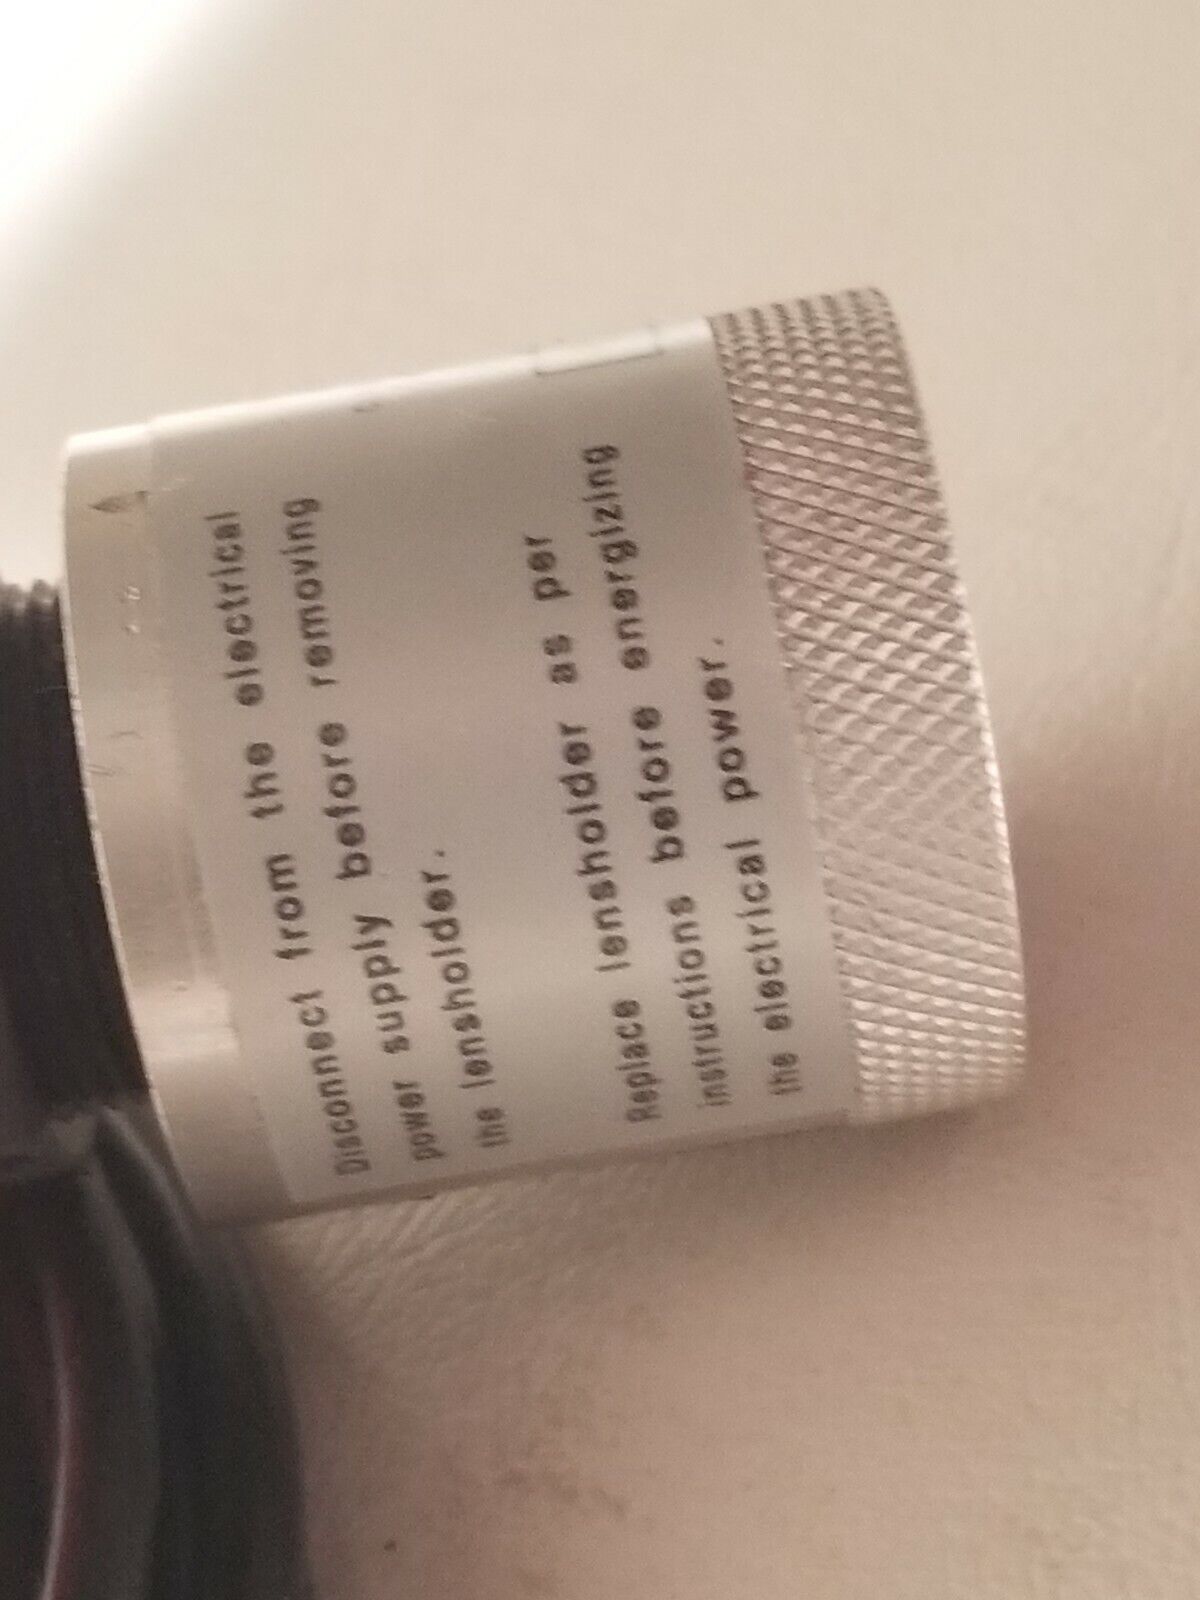 Disconnect from the electrical
power supply before removing
the lensholder.
Replace lensholder as per
instructions before energizing
the electrical power.